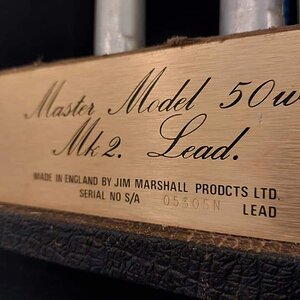 Master Model 50w
Mk2. Lead.
MADE IN ENGLAND BY JIM MARSHALL PRODCTS LTD.
SERIAL NO S/A 05305N LEAD